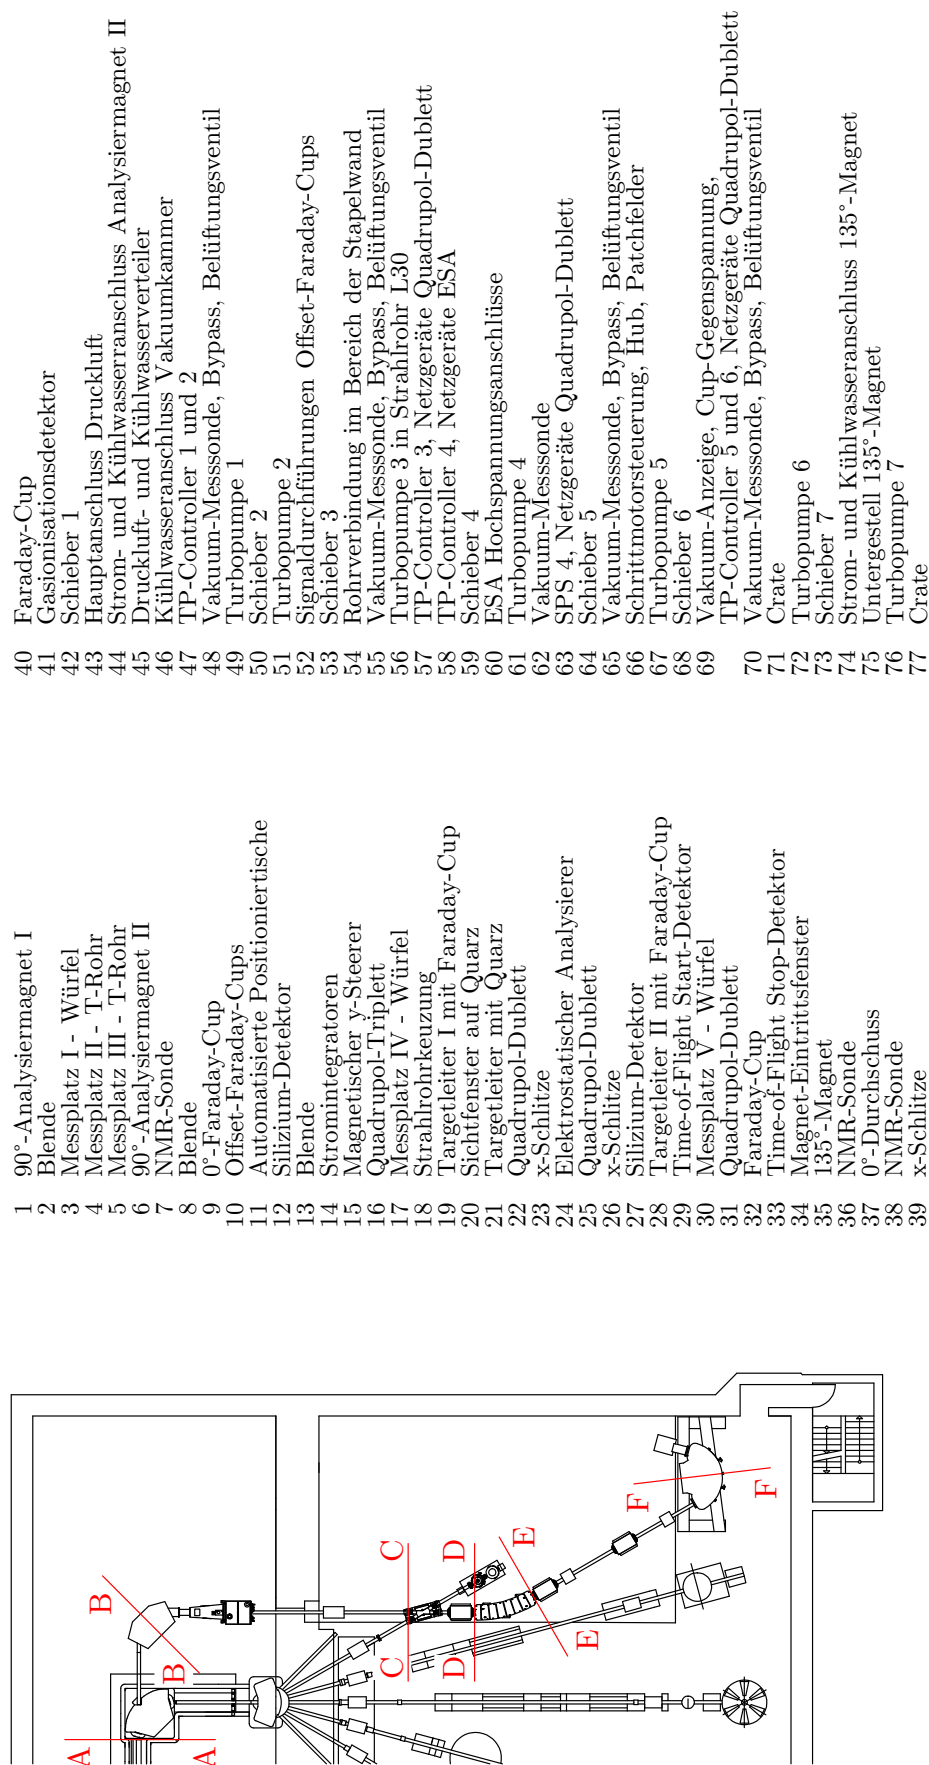 1 90°-Analysiermagnet I
2 Blende
3 Messplatz I - Würfel
4 Messplatz II - T-Rohr
5 Messplatz III - T-Rohr
6 90°-Analysiermagnet II
7 NMR-Sonde
8 Blende
9 0°-Faraday-Cup
10 Offset-Faraday-Cups
11 Automatisierte Positioniertische
12 Silizium-Detektor
13 Blende
14 Stromintegratoren
15 Magnetischer y-Steerer
16 Quadrupol-Triplett
17 Messplatz IV - Würfel
18 Strahlrohrkeuzung
19 Targetleiter I mit Faraday-Cup
20 Sichtfenster auf Quarz
21 Targetleiter mit Quarz
22 Quadrupol-Dublett
23 x-Schlitze
24 Elektrostatischer Analysierer
25 Quadrupol-Dublett
26 x-Schlitze
27 Silizium-Detektor
28 Targetleiter II mit Faraday-Cup
29 Time-of-Flight Start-Detektor
30 Messplatz V - Würfel
31 Quadrupol-Dublett
32 Faraday-Cup
33 Time-of-Flight Stop-Detektor
34 Magnet-Eintrittsfenster
35 135°-Magnet
36 NMR-Sonde
37 0°-Durchschuss
38 NMR-Sonde
39 x-Schlitze
40 Faraday-Cup
41 Gasionisationsdetektor
42 Schieber 1
43 Hauptanschluss Druckluft
44 Strom- und Kühlwasserranschluss Analysiermagnet II
45 Druckluft- und Kühlwasserverteiler
46 Kühlwasseranschluss Vakuumkammer
47 TP-Controller 1 und 2
48 Vakuum-Messsonde, Bypass, Belüftungsventil
49 Turbopumpe 1
50 Schieber 2
51 Turbopumpe 2
52 Signaldurchführungen Offset-Faraday-Cups
53 Schieber 3
54 Rohrverbindung im Bereich der Stapelwand
55 Vakuum-Messsonde, Bypass, Belüftungsventil
56 Turbopumpe 3 in Strahlrohr L30
57 TP-Controller 3, Netzgeräte Quadrupol-Dublett
58 TP-Controller 4, Netzgeräte ESA
59 Schieber 4
60 ESA Hochspannungsanschlüsse
61 Turbopumpe 4
62 Vakuum-Messsonde
63 SPS 4, Netzgeräte Quadrupol-Dublett
64 Schieber 5
65 Vakuum-Messsonde, Bypass, Belüftungsventil
66 Schrittmotorsteuerung, Hub, Patchfelder
67 Turbopumpe 5
68 Schieber 6
69 Vakuum-Anzeige, Cup-Gegenspannung,
TP-Controller 5 und 6, Netzgeräte Quadrupol-Dublett
70 Vakuum-Messsonde, Bypass, Belüftungsventil
71 Crate
72 Turbopumpe 6
73 Schieber 7
74 Strom- und Kühlwasseranschluss 135°-Magnet
75 Untergestell 135°-Magnet
76 Turbopumpe 7
77 Crate
A
A
B
B
C
C
D
D
E
E
F
F